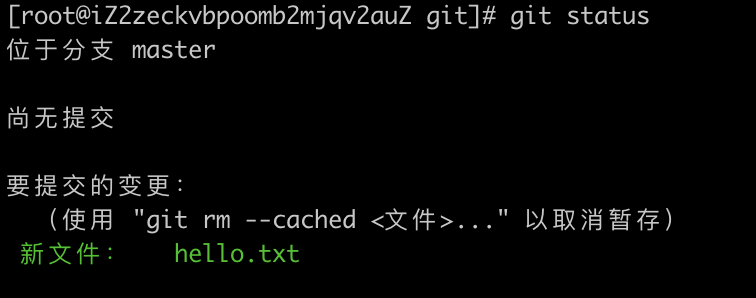 [root@iZ2zeckvbpoomb2mjqv2auZ git]# git status
位于分支 master
尚无提交
要提交的变更：
（使用 "git rm --cached <文件>..." 以取消暂存）
新文件：   hello.txt